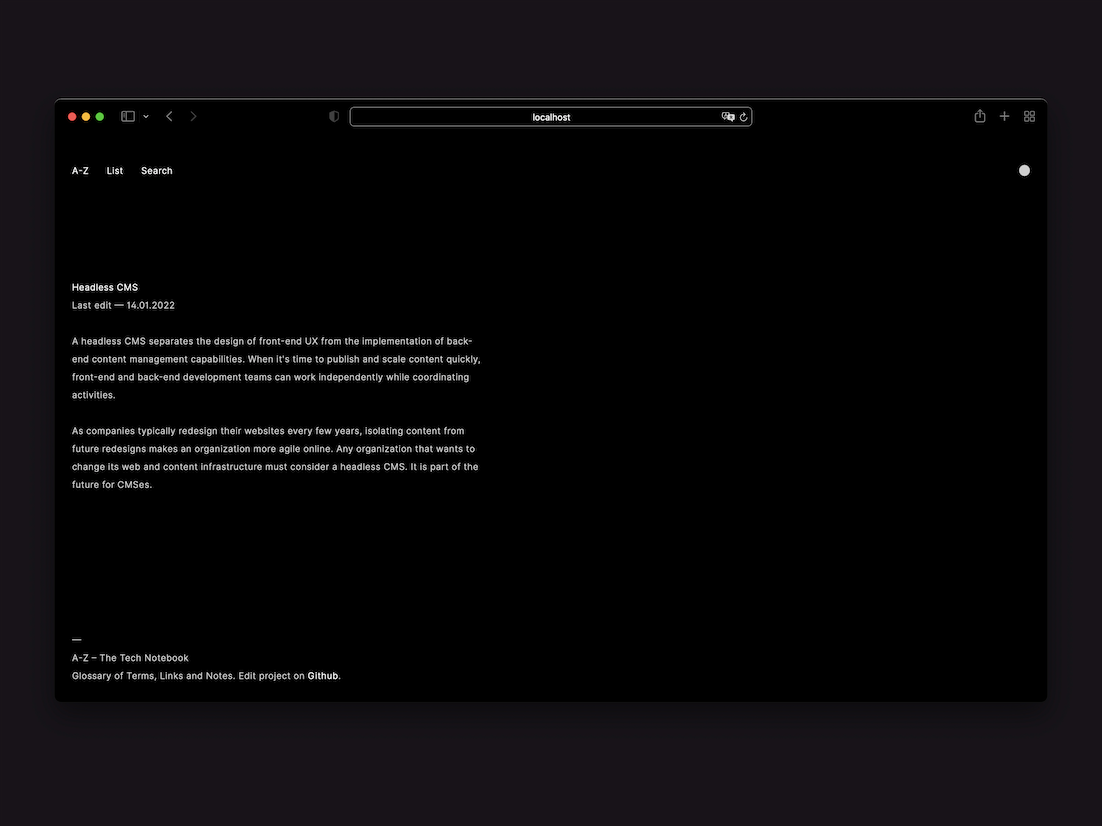 localhost
A-Z List Search
Headless CMS
Last edit — 14.01.2022
A headless CMS separates the design of front-end UX from the implementation of back-
end content management capabilities. When it's time to publish and scale content quickly,
front-end and back-end development teams can work independently while coordinating
activities.
As companies typically redesign their websites every few years, isolating content from
future redesigns makes an organization more agile online. Any organization that wants to
change its web and content infrastructure must consider a headless CMS. It is part of the
future for CMSes.
—
A-Z – The Tech Notebook
Glossary of Terms, Links and Notes. Edit project on Github.